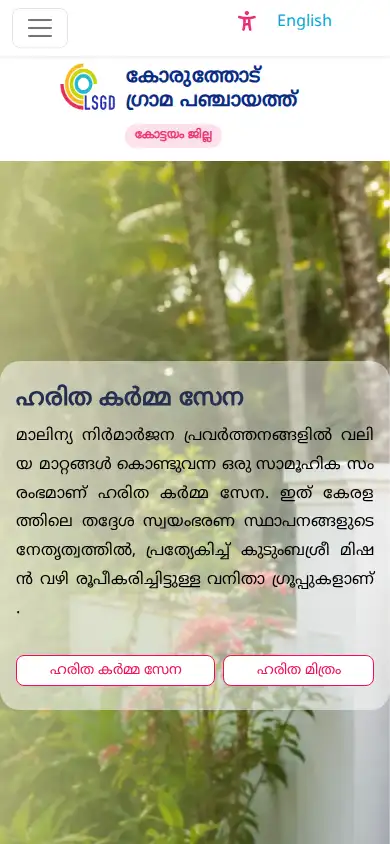 English
കോരുത്തോട്
ഗ്രാമ പഞ്ചായത്ത്
LSGD
കോട്ടയം ജില്ല
ഹരിത കർമ്മ സേന
മാലിന്യ നിർമാർജന പ്രവർത്തനങ്ങളിൽ വലി
യ മാറ്റങ്ങൾ കൊണ്ടുവന്ന ഒരു സാമൂഹിക സം
രംഭമാണ് ഹരിത കർമ്മ സേന. ഇത് കേരള
ത്തിലെ തദ്ദേശ സ്വയംഭരണ സ്ഥാപനങ്ങളുടെ
നേതൃത്വത്തിൽ, പ്രത്യേകിച്ച് കുടുംബശ്രീ മിഷ
ൻ വഴി രൂപീകരിച്ചിട്ടുള്ള വനിതാ ഗ്രൂപ്പുകളാണ്
.
ഹരിത കർമ്മ സേന
ഹരിത മിത്രം